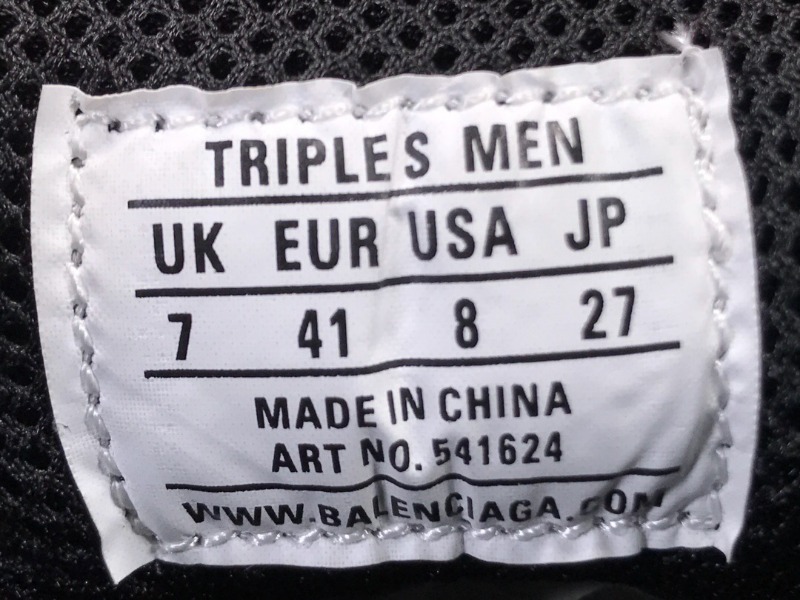 TRIPLE S MEN
UK EUR USA JP
7 41 8 27
MADE IN CHINA
ART NO. 541624
WWW.BALENCIAGA.COM